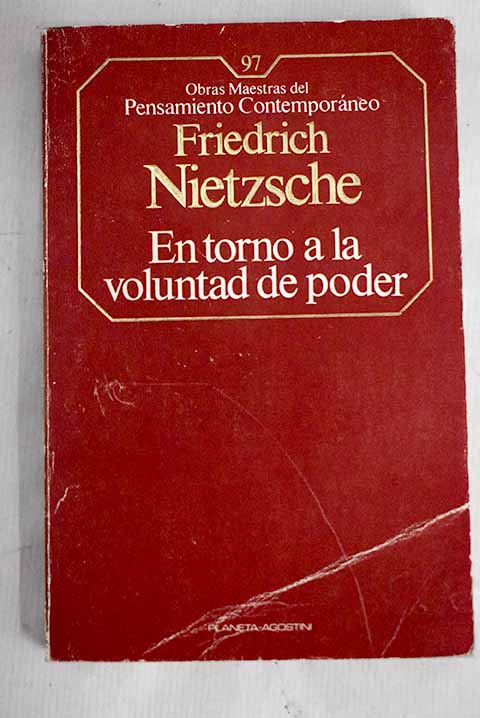 97
Obras Maestras del
Pensamiento Contemporáneo
Friedrich
Nietzsche
En torno a la
voluntad de poder
PLANETA-AGOSTINI